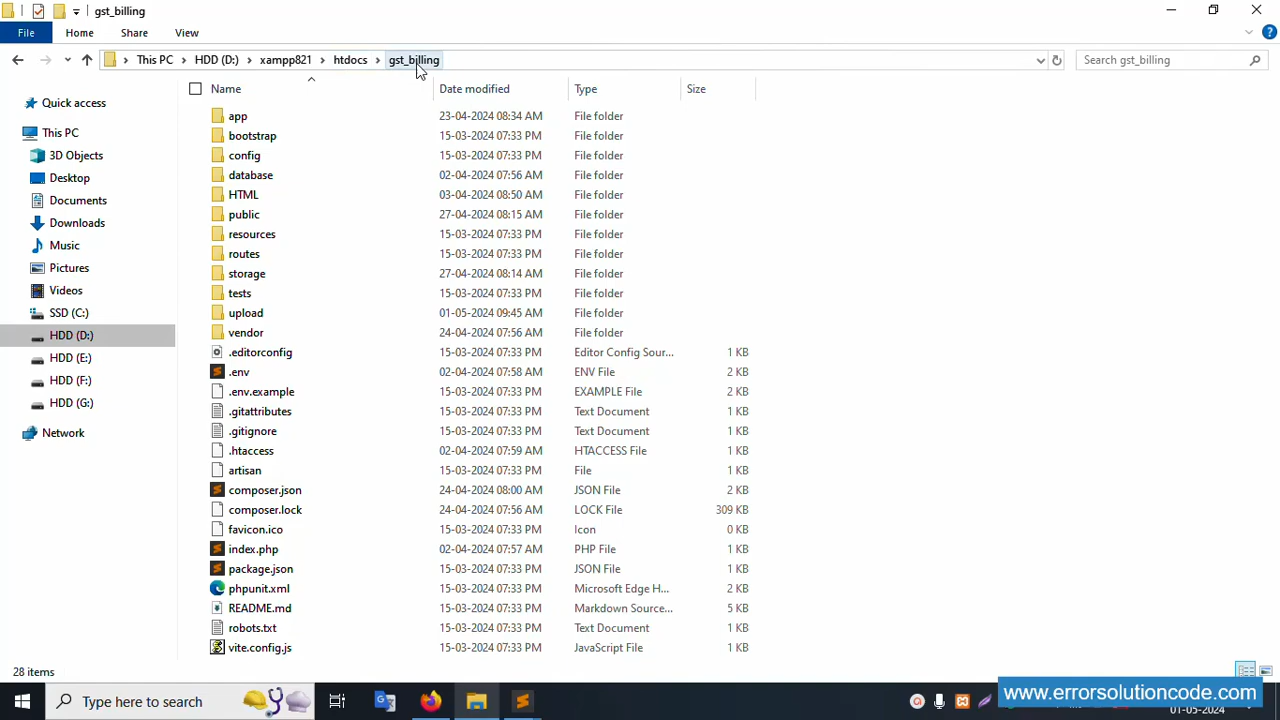 gst_billing
File Home Share View
This PC HDD (D:) xampp821 htdocs gst_billing Search gst_billing
Name Date modified Type Size
Quick access
This PC
3D Objects
Desktop
Documents
Downloads
Music
Pictures
Videos
SSD (C:)
HDD (D:)
HDD (E:)
HDD (F:)
HDD (G:)
Network
app 23-04-2024 08:34 AM File folder
bootstrap 15-03-2024 07:33 PM File folder
config 15-03-2024 07:33 PM File folder
database 02-04-2024 07:56 AM File folder
HTML 03-04-2024 08:50 AM File folder
public 27-04-2024 08:15 AM File folder
resources 15-03-2024 07:33 PM File folder
routes 15-03-2024 07:33 PM File folder
storage 27-04-2024 08:14 AM File folder
tests 15-03-2024 07:33 PM File folder
upload 01-05-2024 09:45 AM File folder
vendor 24-04-2024 07:56 AM File folder
.editorconfig 15-03-2024 07:33 PM Editor Config Sour... 1 KB
.env 02-04-2024 07:58 AM ENV File 2 KB
.env.example 15-03-2024 07:33 PM EXAMPLE File 2 KB
.gitattributes 15-03-2024 07:33 PM Text Document 1 KB
.gitignore 15-03-2024 07:33 PM Text Document 1 KB
.htaccess 02-04-2024 07:59 AM HTACCESS File 1 KB
artisan 15-03-2024 07:33 PM File 1 KB
composer.json 24-04-2024 08:00 AM JSON File 2 KB
composer.lock 24-04-2024 07:56 AM LOCK File 309 KB
favicon.ico 15-03-2024 07:33 PM Icon 0 KB
index.php 02-04-2024 07:57 AM PHP File 1 KB
package.json 15-03-2024 07:33 PM JSON File 1 KB
phpunit.xml 15-03-2024 07:33 PM Microsoft Edge H... 2 KB
README.md 15-03-2024 07:33 PM Markdown Source... 5 KB
robots.txt 15-03-2024 07:33 PM Text Document 1 KB
vite.config.js 15-03-2024 07:33 PM JavaScript File 1 KB
28 items
Type here to search
www.errorsolutioncode.com
01-05-2024